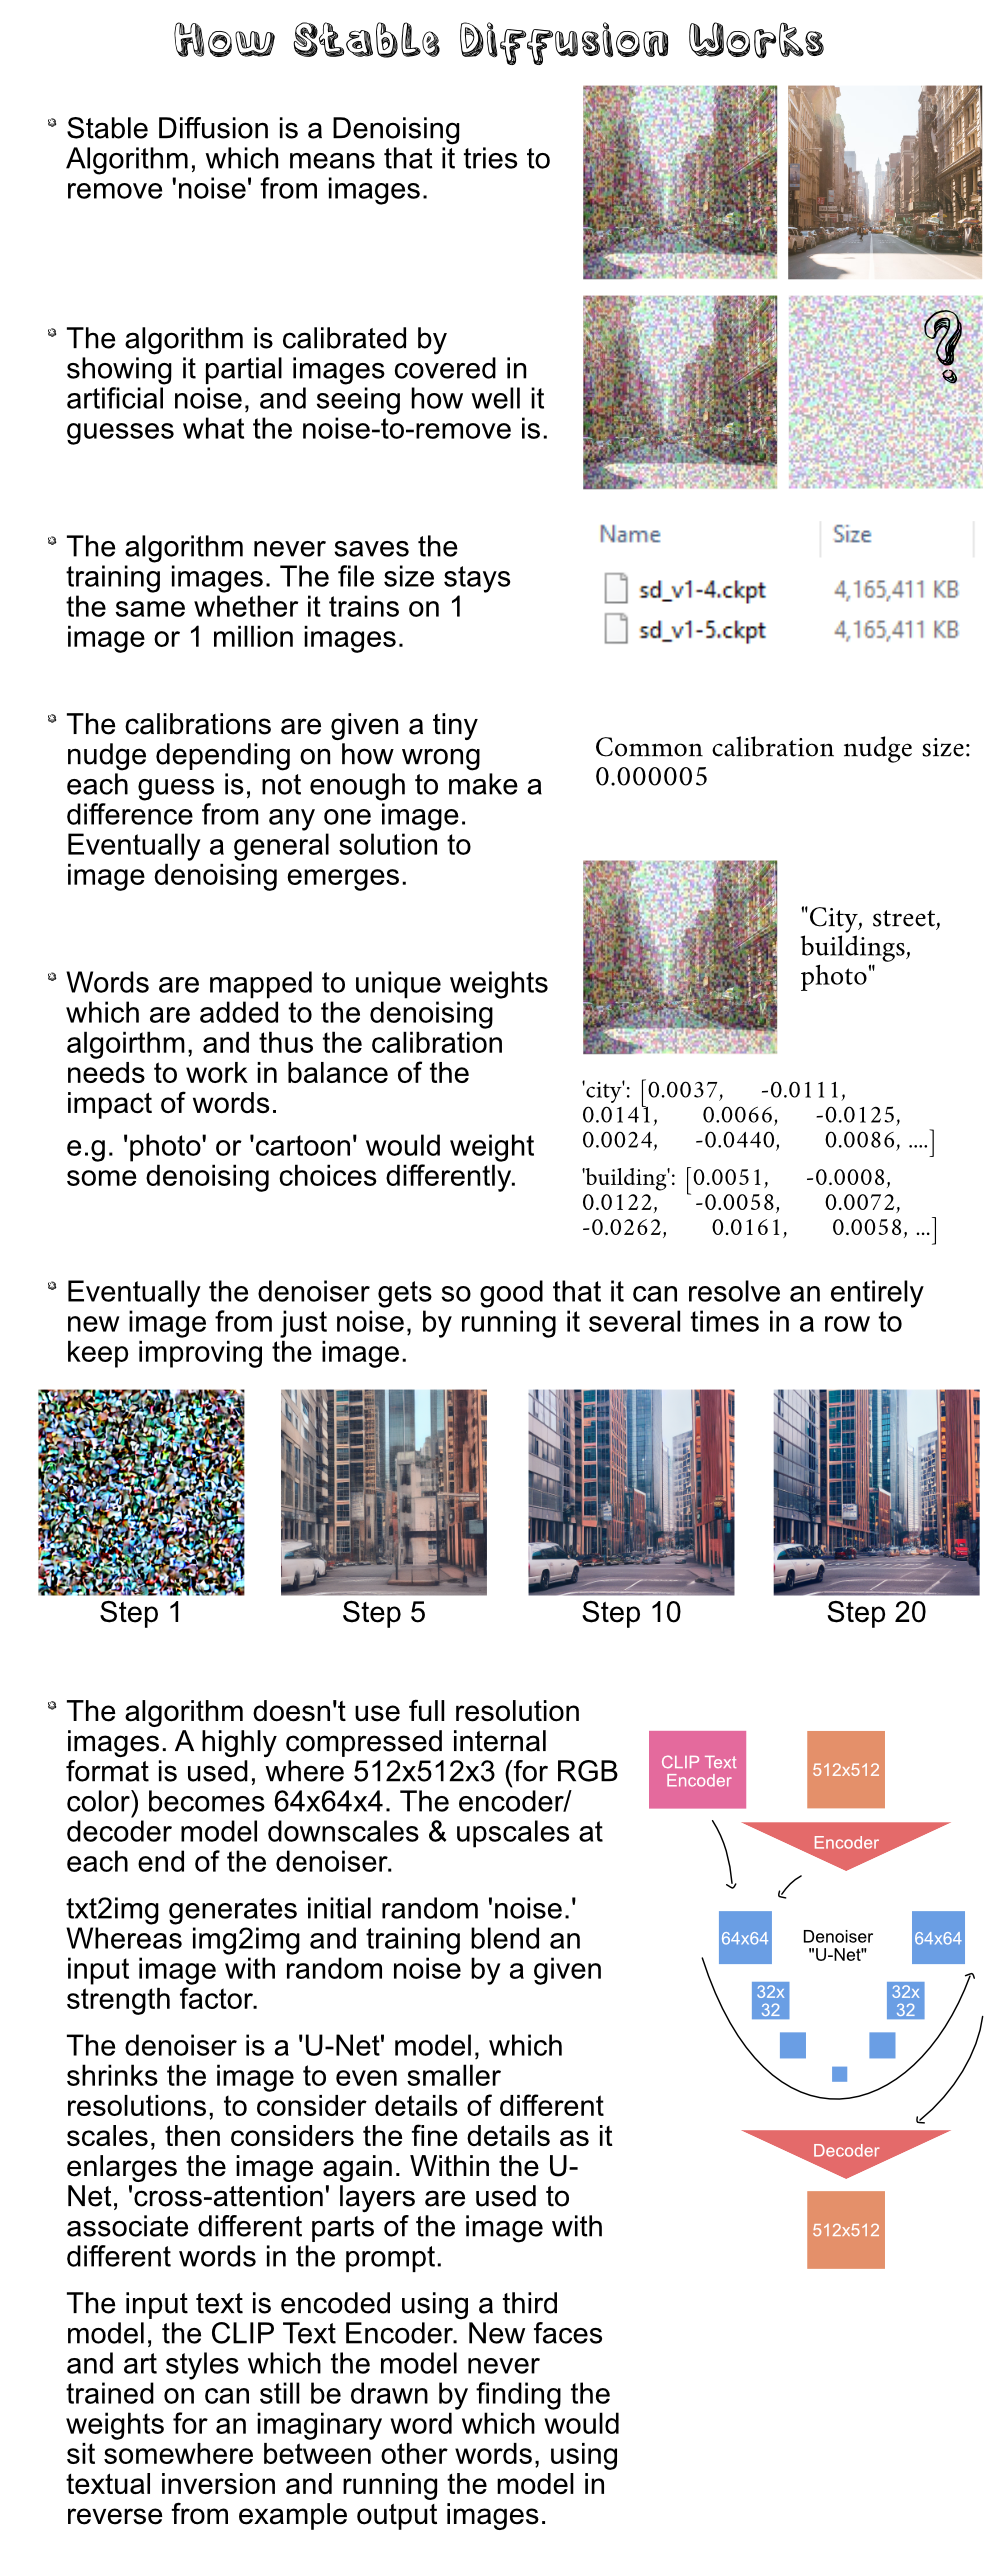 How Stable Diffusion Works
Stable Diffusion is a Denoising
Algorithm, which means that it tries to
remove 'noise' from images.
The algorithm is calibrated by
showing it partial images covered in
artificial noise, and seeing how well it
guesses what the noise-to-remove is.
?
The algorithm never saves the
training images. The file size stays
the same whether it trains on 1
image or 1 million images.
Name Size
sd_v1-4.ckpt 4,165,411 KB
sd_v1-5.ckpt 4,165,411 KB
The calibrations are given a tiny
nudge depending on how wrong
each guess is, not enough to make a
difference from any one image.
Eventually a general solution to
image denoising emerges.
Common calibration nudge size:
0.000005
Words are mapped to unique weights
which are added to the denoising
algoirthm, and thus the calibration
needs to work in balance of the
impact of words.
e.g. 'photo' or 'cartoon' would weight
some denoising choices differently.
"City, street,
buildings,
photo"
'city': [0.0037, -0.0111,
0.0141, 0.0066, -0.0125,
0.0024, -0.0440, 0.0086, ....]
'building': [0.0051, -0.0008,
0.0122, -0.0058, 0.0072,
-0.0262, 0.0161, 0.0058, ...]
Eventually the denoiser gets so good that it can resolve an entirely
new image from just noise, by running it several times in a row to
keep improving the image.
Step 1
Step 5
Step 10
Step 20
The algorithm doesn't use full resolution
images. A highly compressed internal
format is used, where 512x512x3 (for RGB
color) becomes 64x64x4. The encoder/
decoder model downscales & upscales at
each end of the denoiser.
txt2img generates initial random 'noise.'
Whereas img2img and training blend an
input image with random noise by a given
strength factor.
The denoiser is a 'U-Net' model, which
shrinks the image to even smaller
resolutions, to consider details of different
scales, then considers the fine details as it
enlarges the image again. Within the U-
Net, 'cross-attention' layers are used to
associate different parts of the image with
different words in the prompt.
The input text is encoded using a third
model, the CLIP Text Encoder. New faces
and art styles which the model never
trained on can still be drawn by finding the
weights for an imaginary word which would
sit somewhere between other words, using
textual inversion and running the model in
reverse from example output images.
CLIP Text
Encoder
512x512
Encoder
64x64
Denoiser
"U-Net"
64x64
32x
32
32x
32
Decoder
512x512